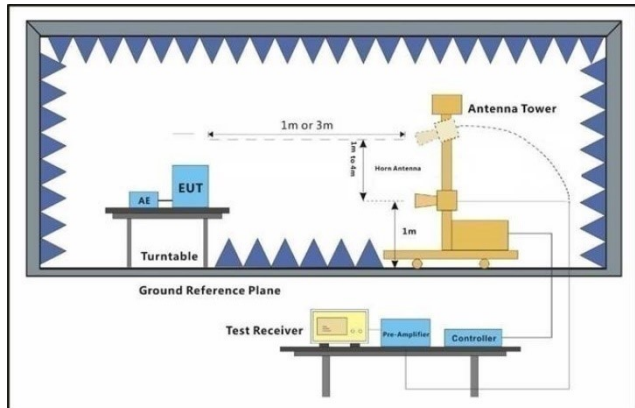 1m or 3m
Antenna Tower
1m to 4m
Horn Antenna
EUT
AE
1m
Turntable
Ground Reference Plane
Test Receiver
Pre-Amplifier
Controller